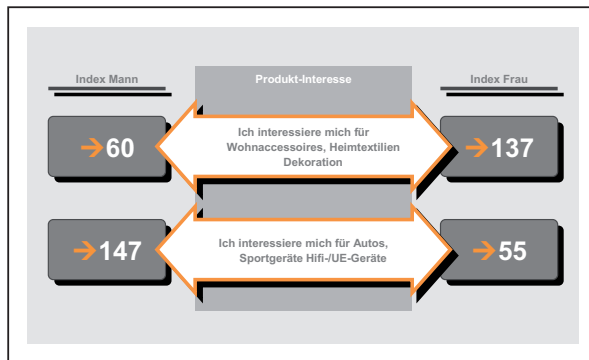 Index Mann
Produkt-Interesse
Index Frau
→60
Ich interessiere mich für
Wohnaccessoires, Heimtextilien
Dekoration
→137
→147
Ich interessiere mich für Autos,
Sportgeräte Hifi-/UE-Geräte
→55